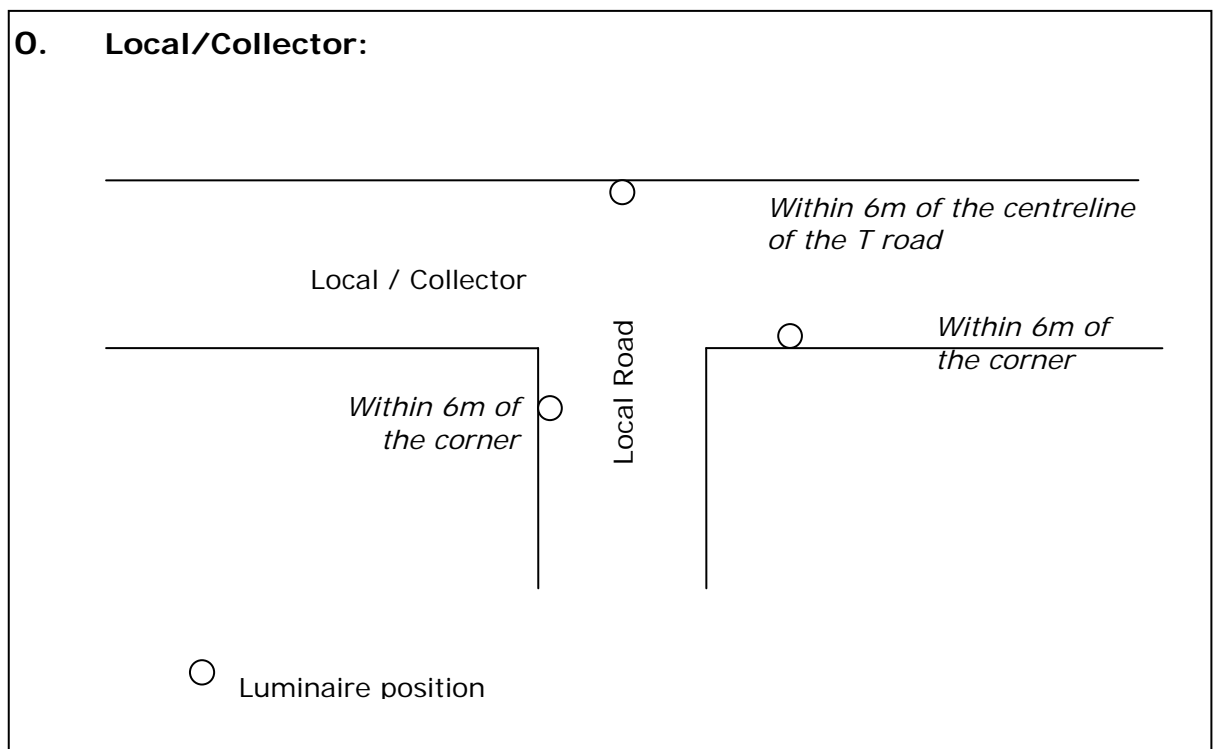 O. Local/Collector:
Within 6m of the centreline
of the T road
Local / Collector
Within 6m of
the corner
Local Road
Within 6m of
the corner
Luminaire position